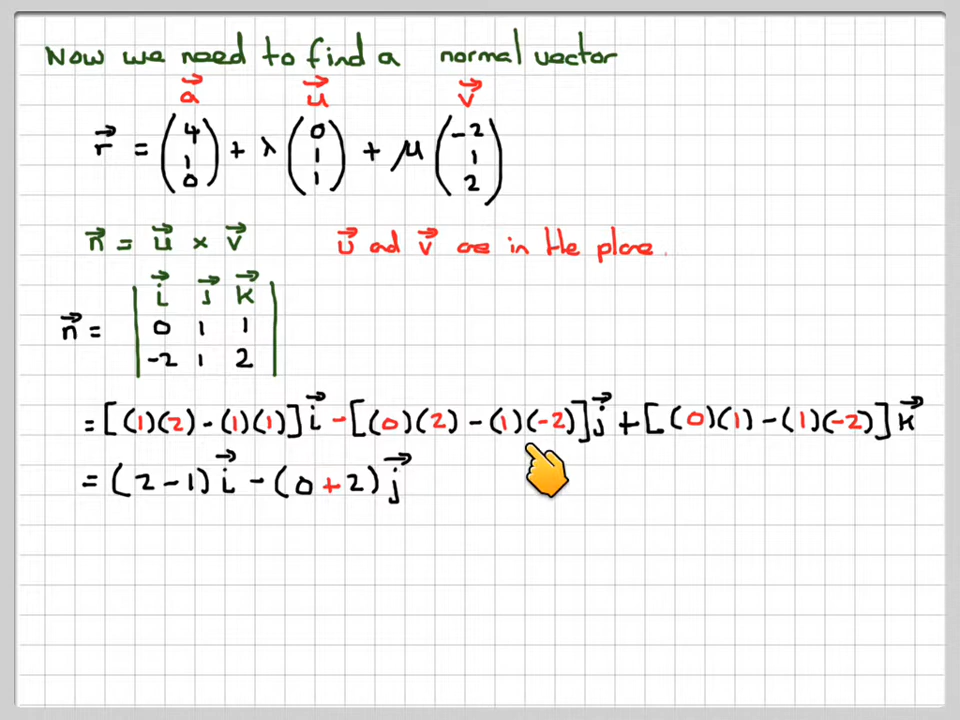 Now we need to find a normal vector
a⃗ u⃗ v⃗
r⃗ = (4 1 0) + λ (0 1 1) + μ (-2 1 2)
n⃗ = u⃗ × v⃗ u⃗ and v⃗ are in the plane.
i⃗ j⃗ k⃗
n⃗ = | 0 1 1 |
-2 1 2
= [(1)(2) - (1)(1)] i⃗ - [(0)(2) - (1)(-2)] j⃗ + [(0)(1) - (1)(-2)] k⃗
= (2 - 1) i⃗ - (0 + 2) j⃗